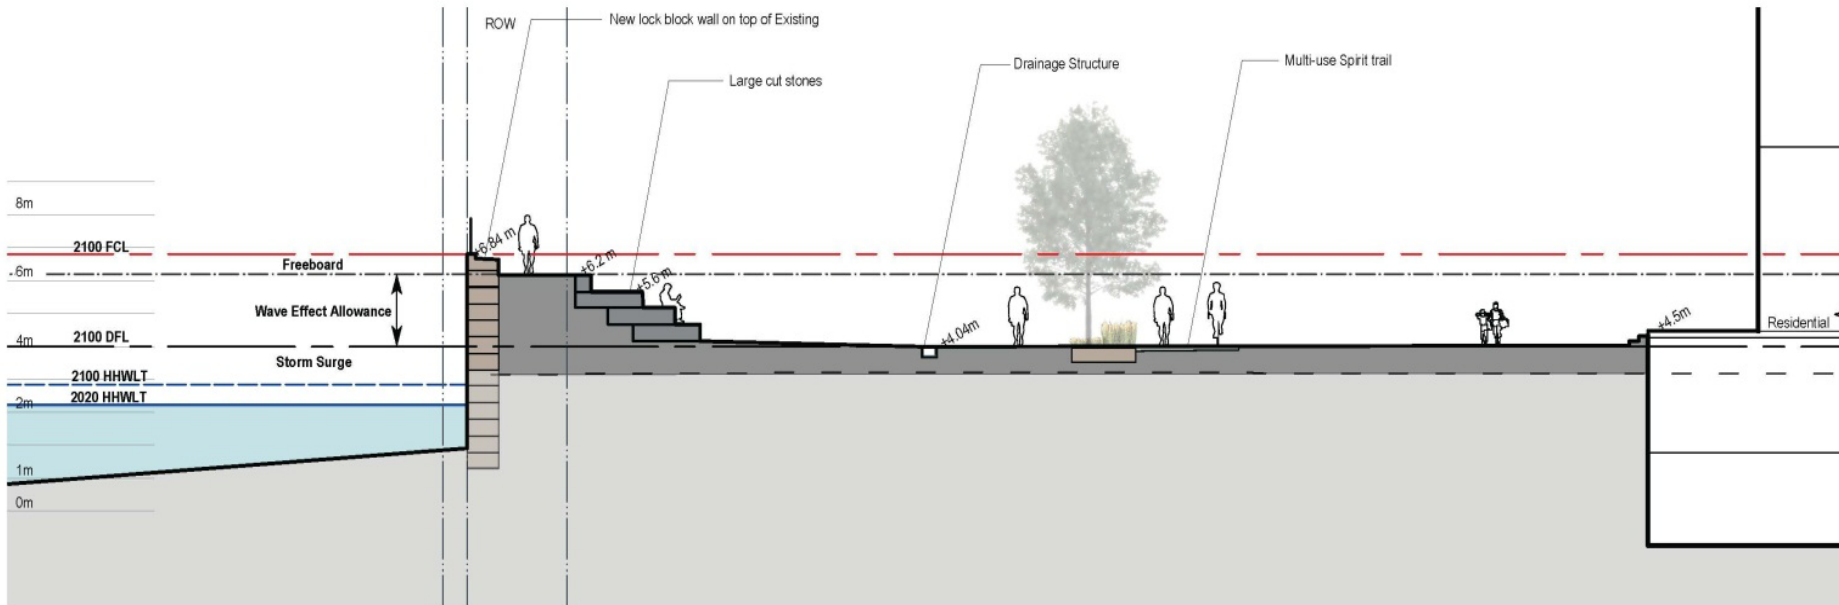 ROW
New lock block wall on top of Existing
Large cut stones
Drainage Structure
Multi-use Spirit trail
8m
2100 FCL
+6.84 m
Freeboard
6m
+6.2 m
+5.6 m
Wave Effect Allowance
2100 DFL
4m
+4.04m
+4.5m
Residential
Storm Surge
2100 HHWLT
2020 HHWLT
2m
1m
0m